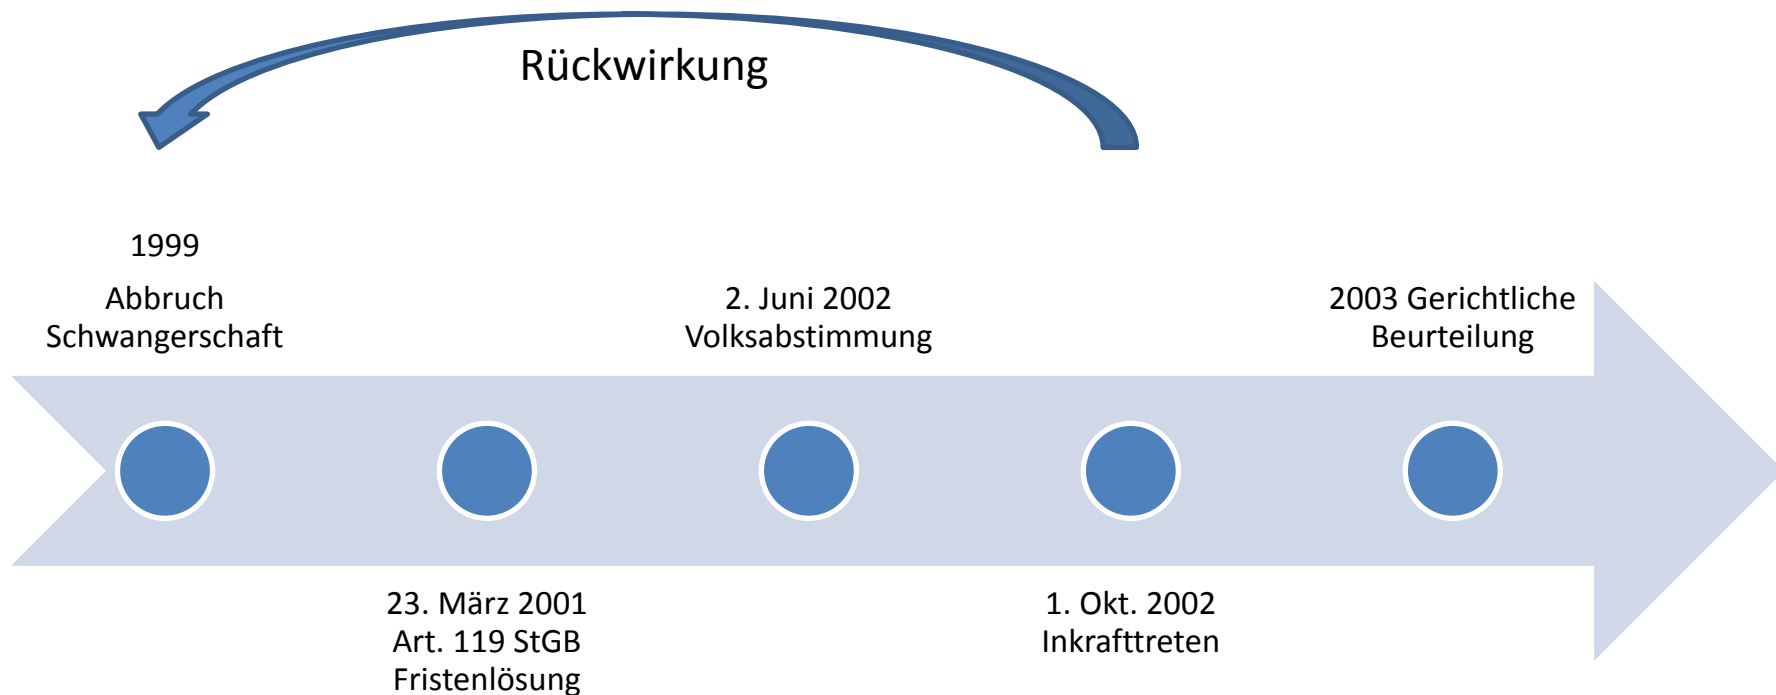 Rückwirkung
1999
Abbruch
Schwangerschaft
23. März 2001
Art. 119 StGB
Fristenlösung
2. Juni 2002
Volksabstimmung
1. Okt. 2002
Inkrafttreten
2003 Gerichtliche
Beurteilung